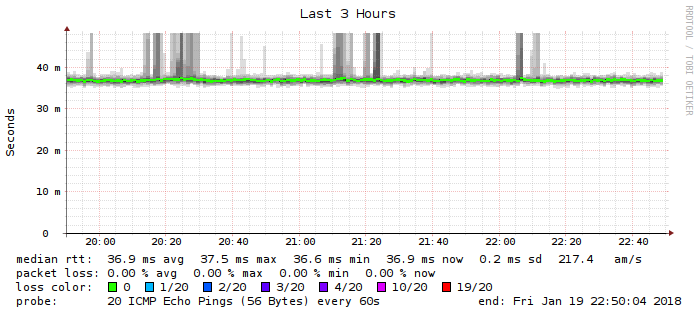 Last 3 Hours
RRDTOOL / TOBI OETIKER
Seconds
40 m
30 m
20 m
10 m
0
20:00 20:20 20:40 21:00 21:20 21:40 22:00 22:20 22:40
median rtt: 36.9 ms avg 37.5 ms max 36.6 ms min 36.9 ms now 0.2 ms sd 217.4 am/s
packet loss: 0.00 % avg 0.00 % max 0.00 % min 0.00 % now
loss color: 0 1/20 2/20 3/20 4/20 10/20 19/20
probe: 20 ICMP Echo Pings (56 Bytes) every 60s end: Fri Jan 19 22:50:04 2018